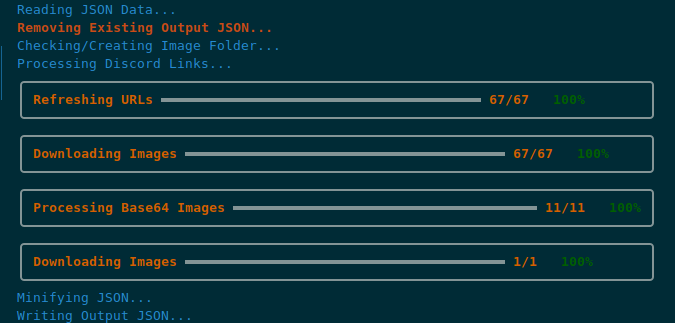 Reading JSON Data...
Removing Existing Output JSON...
Checking/Creating Image Folder...
Processing Discord Links...
Refreshing URLs 67/67 100%
Downloading Images 67/67 100%
Processing Base64 Images 11/11 100%
Downloading Images 1/1 100%
Minifying JSON...
Writing Output JSON...